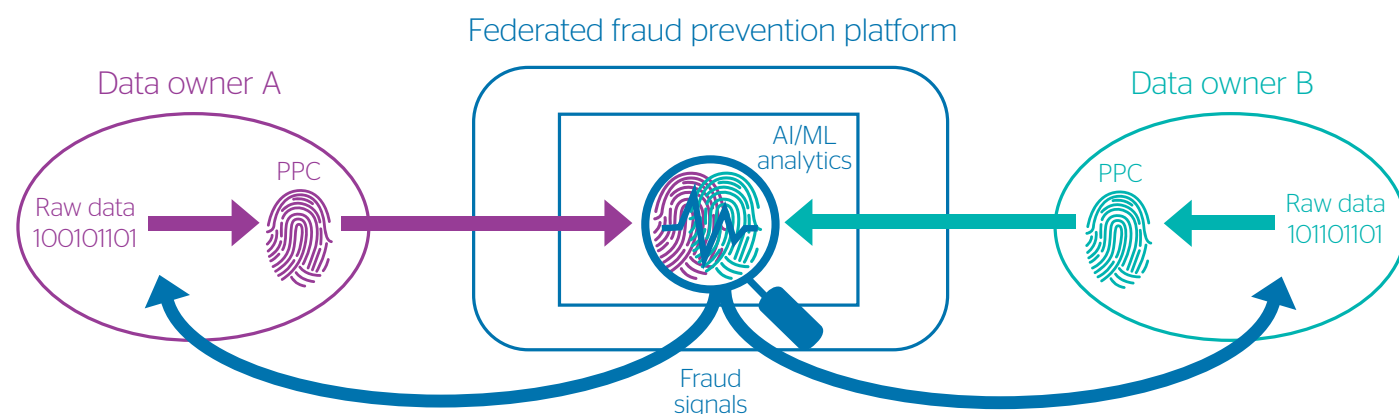 Federated fraud prevention platform
Data owner A
Data owner B
AI/ML
analytics
PPC
PPC
Raw data
100101101
Raw data
101101101
Fraud
signals